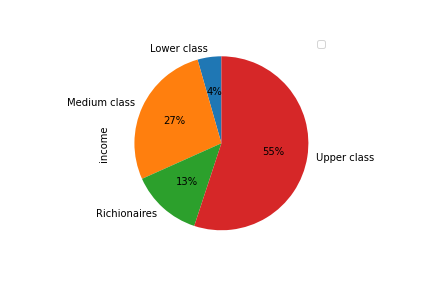 Lower class
4%
Medium class
27%
income
55%
Upper class
13%
Richionaires